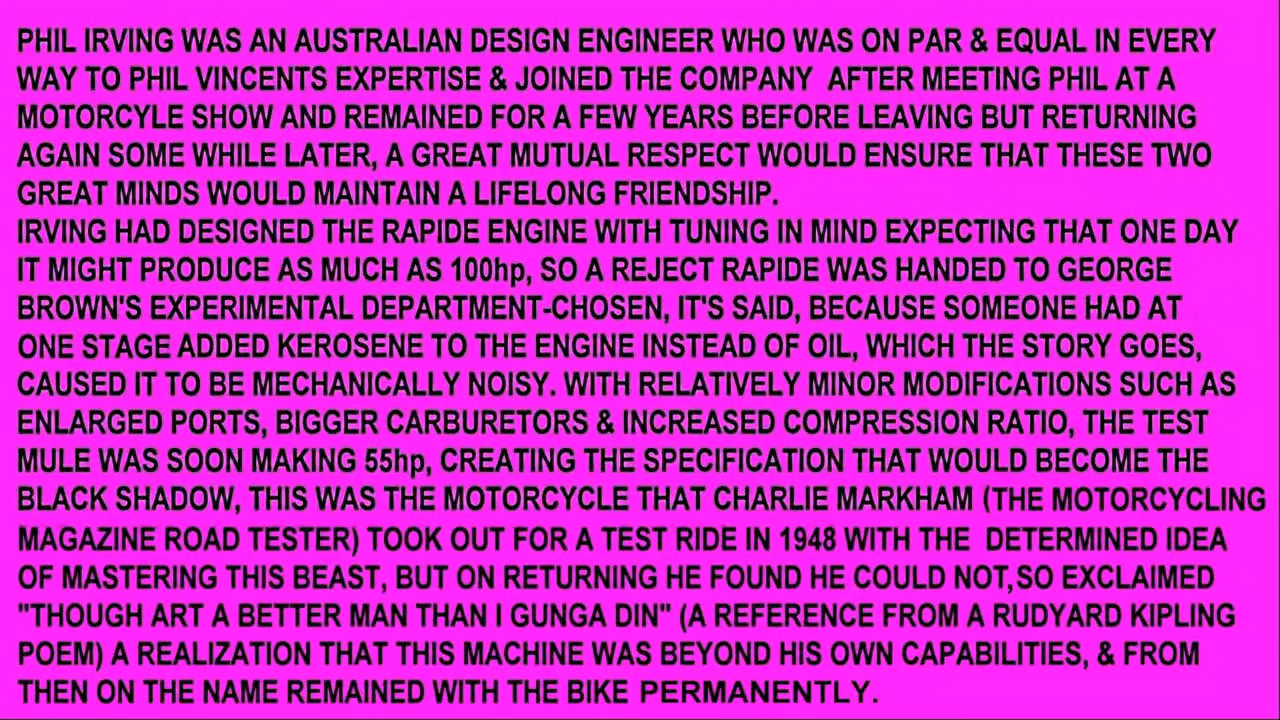 PHIL IRVING WAS AN AUSTRALIAN DESIGN ENGINEER WHO WAS ON PAR & EQUAL IN EVERY
WAY TO PHIL VINCENTS EXPERTISE & JOINED THE COMPANY  AFTER MEETING PHIL AT A
MOTORCYLE SHOW AND REMAINED FOR A FEW YEARS BEFORE LEAVING BUT RETURNING
AGAIN SOME WHILE LATER, A GREAT MUTUAL RESPECT WOULD ENSURE THAT THESE TWO
GREAT MINDS WOULD MAINTAIN A LIFELONG FRIENDSHIP.
IRVING HAD DESIGNED THE RAPIDE ENGINE WITH TUNING IN MIND EXPECTING THAT ONE DAY
IT MIGHT PRODUCE AS MUCH AS 100hp, SO A REJECT RAPIDE WAS HANDED TO GEORGE
BROWN'S EXPERIMENTAL DEPARTMENT-CHOSEN, IT'S SAID, BECAUSE SOMEONE HAD AT
ONE STAGE ADDED KEROSENE TO THE ENGINE INSTEAD OF OIL, WHICH THE STORY GOES,
CAUSED IT TO BE MECHANICALLY NOISY. WITH RELATIVELY MINOR MODIFICATIONS SUCH AS
ENLARGED PORTS, BIGGER CARBURETORS & INCREASED COMPRESSION RATIO, THE TEST
MULE WAS SOON MAKING 55hp, CREATING THE SPECIFICATION THAT WOULD BECOME THE
BLACK SHADOW, THIS WAS THE MOTORCYCLE THAT CHARLIE MARKHAM (THE MOTORCYCLING
MAGAZINE ROAD TESTER) TOOK OUT FOR A TEST RIDE IN 1948 WITH THE  DETERMINED IDEA
OF MASTERING THIS BEAST, BUT ON RETURNING HE FOUND HE COULD NOT,SO EXCLAIMED
"THOUGH ART A BETTER MAN THAN I GUNGA DIN" (A REFERENCE FROM A RUDYARD KIPLING
POEM) A REALIZATION THAT THIS MACHINE WAS BEYOND HIS OWN CAPABILITIES, & FROM
THEN ON THE NAME REMAINED WITH THE BIKE PERMANENTLY.